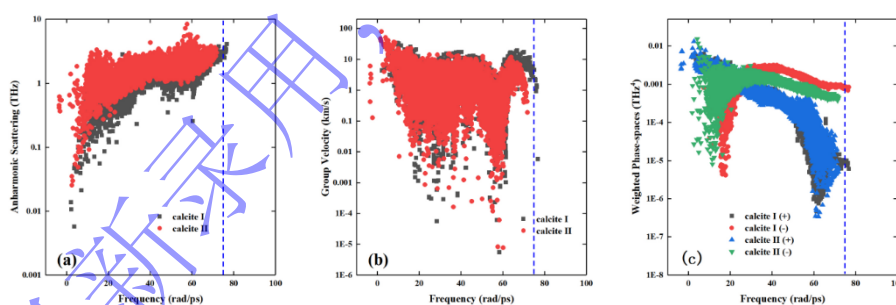 10
1
0.1
0.01
0.001
Anharmonic Scattering (THz)
calcite I
calcite II
(a)
0 20 40 60 80 100
Frequency (rad/ps)
100
10
1
0.1
0.01
0.001
1E-4
1E-5
1E-6
Group Velocity (km/s)
calcite I
calcite II
(b)
0 20 40 60 80 100
Frequency (rad/ps)
0.01
0.001
1E-4
1E-5
1E-6
1E-7
1E-8
Weighted Phase-spaces (THz⁴)
calcite I (+)
calcite I (-)
calcite II (+)
calcite II (-)
(c)
0 20 40 60 80 100
Frequency (rad/ps)